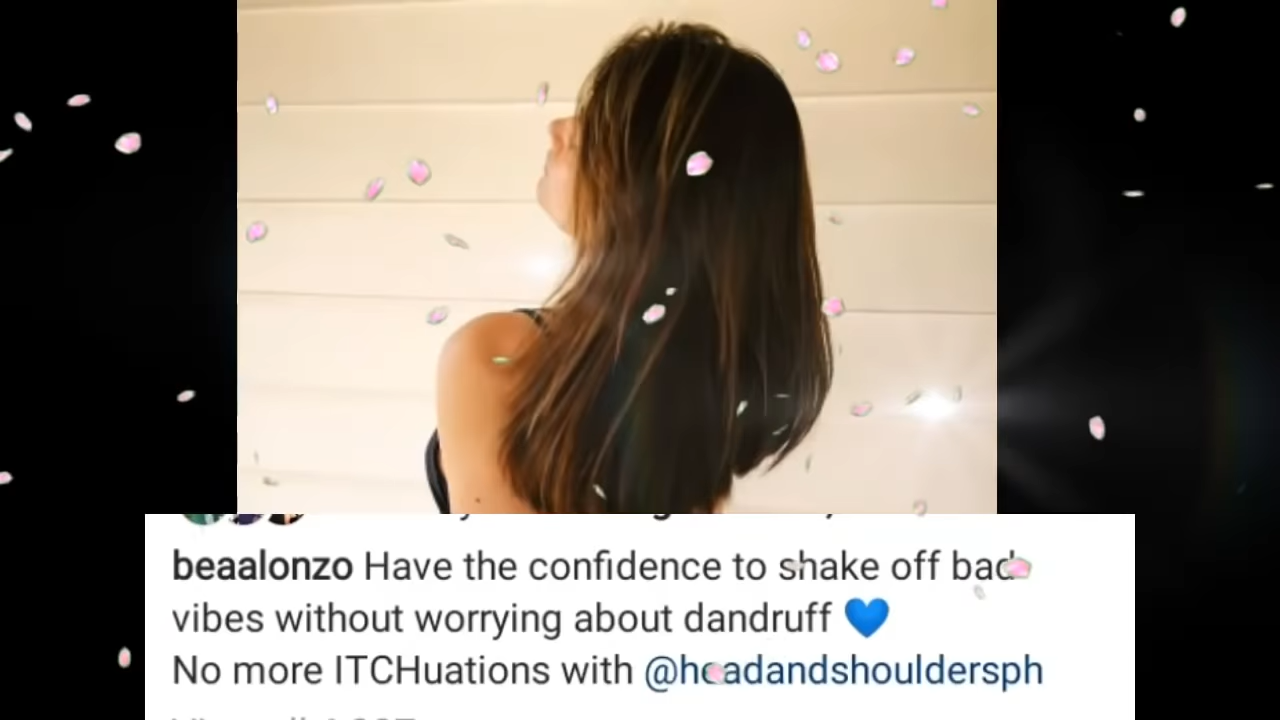 beaalonzo Have the confidence to shake off bad
vibes without worrying about dandruff 💙
No more ITCHuations with @headandshouldersph